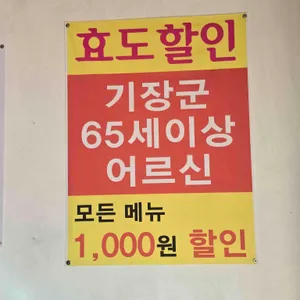 효도할인
기장군
65세이상
어르신
모든 메뉴
1,000원 할인